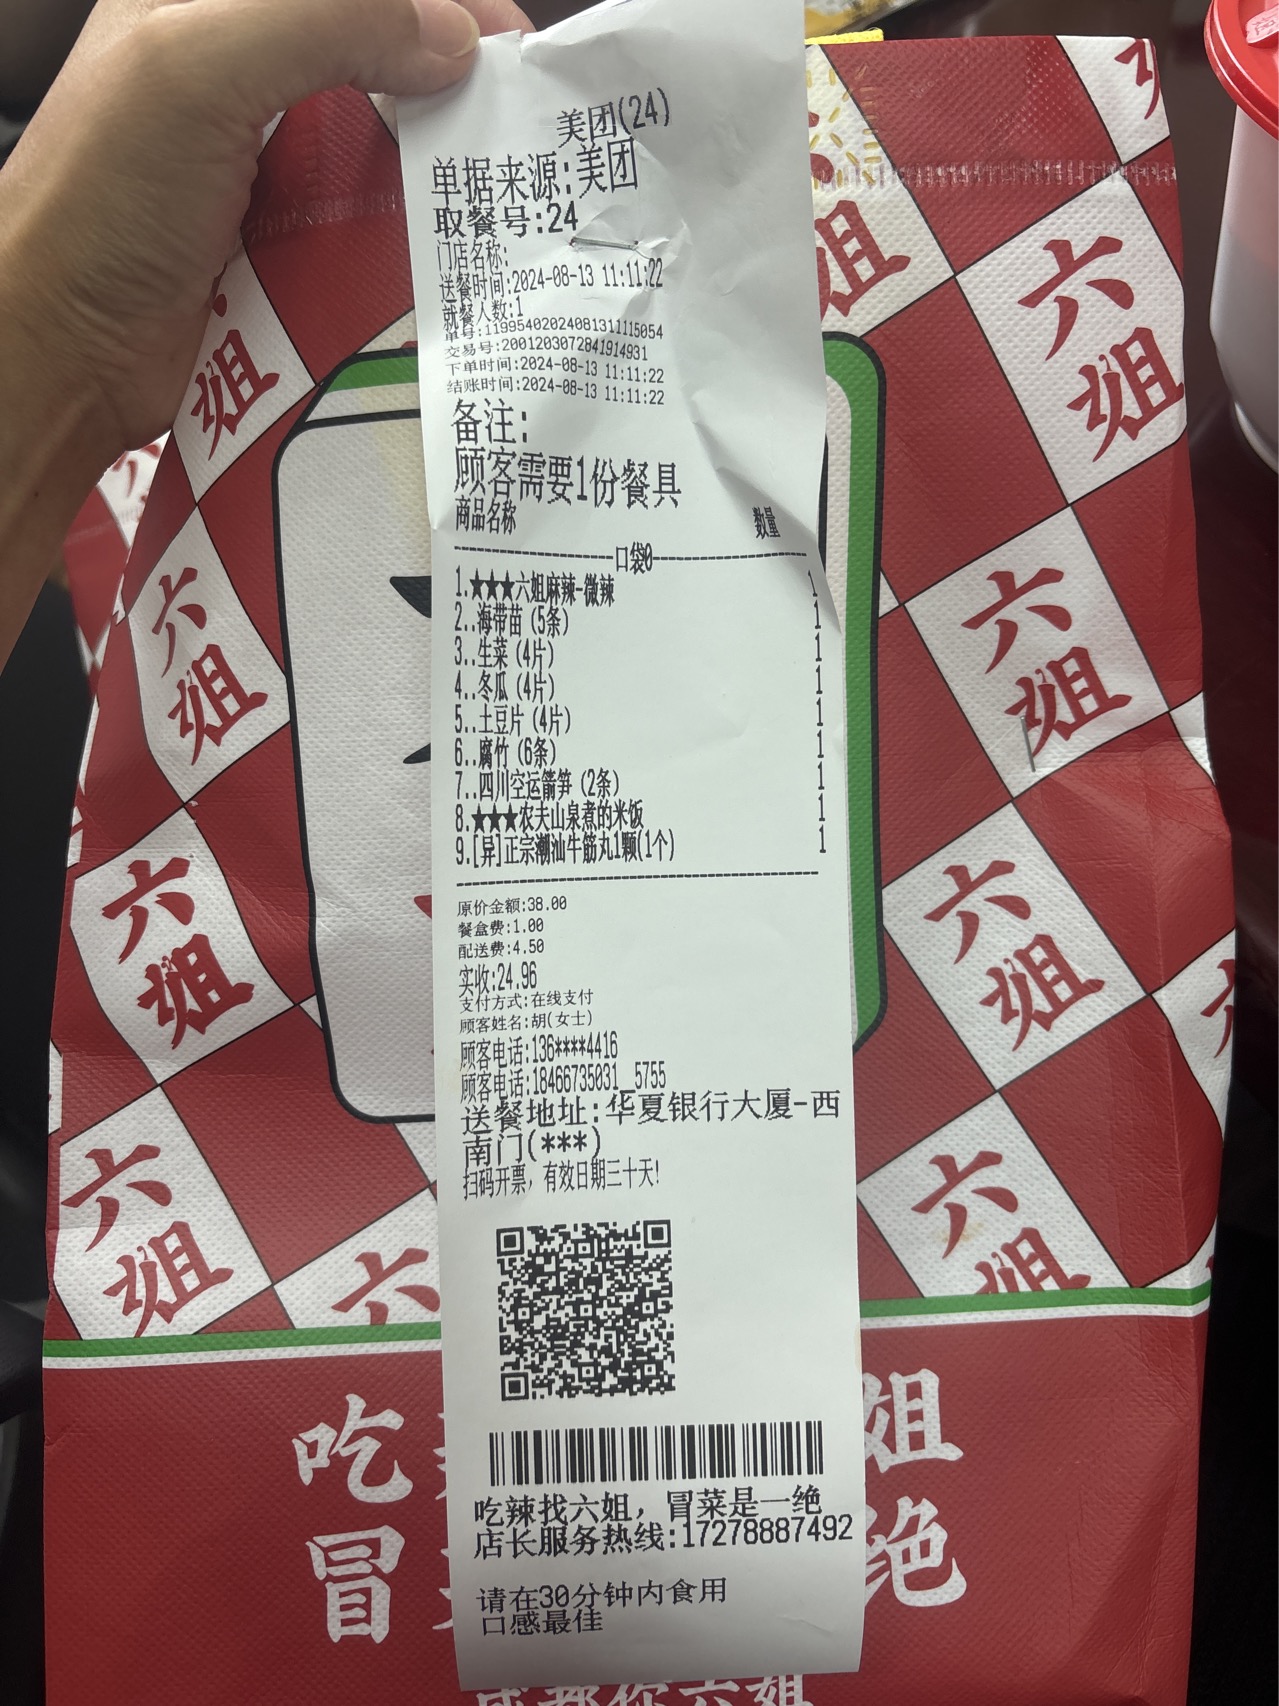 美团(24)
单据来源:美团
取餐号:24
门店名称:
送餐时间:2024-08-13 11:11:22
就餐人数:1
单号:11995402024081311115054
交易号:2001203072841914931
下单时间:2024-08-13 11:11:22
结账时间:2024-08-13 11:11:22
备注:
顾客需要1份餐具
商品名称 数量
口袋0
1.★★★六姐麻辣-微辣 1
2..海带苗(5条) 1
3..生菜(4片) 1
4..冬瓜(4片) 1
5..土豆片(4片) 1
6..腐竹(6条) 1
7..四川空运箭笋(2条) 1
8.★★★农夫山泉煮的米饭 1
9.[异]正宗潮汕牛筋丸1颗(1个) 1
原价金额:38.00
餐盒费:1.00
配送费:4.50
实收:24.96
支付方式:在线支付
顾客姓名:胡(女士)
顾客电话:136****4416
顾客电话:18466735031_5755
送餐地址:华夏银行大厦-西
南门(***)
扫码开票，有效日期三十天!
吃辣找六姐，冒菜是一绝
店长服务热线:17278887492
请在30分钟内食用
口感最佳
六姐
六姐
六姐
六姐
六姐
六姐
六姐
吃 姐
冒 绝
成都你六姐